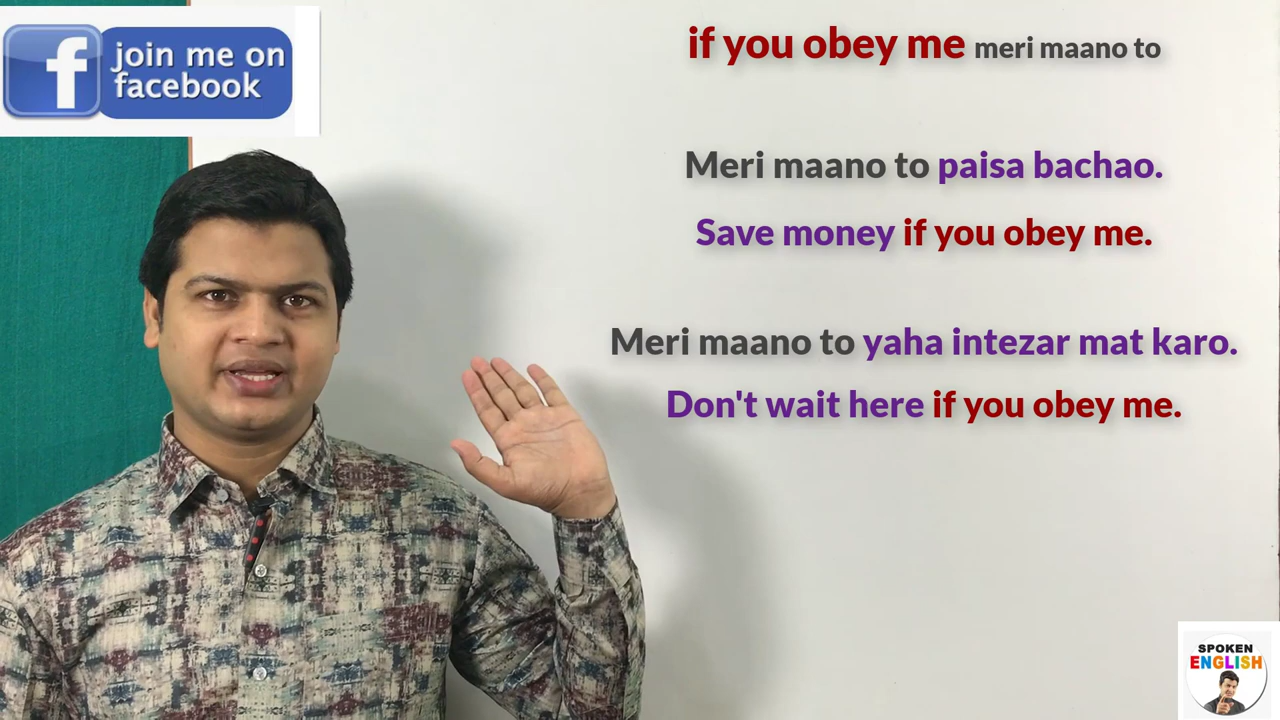 join me on
facebook
if you obey me meri maano to
Meri maano to paisa bachao.
Save money if you obey me.
Meri maano to yaha intezar mat karo.
Don't wait here if you obey me.
SPOKEN
ENGLISH